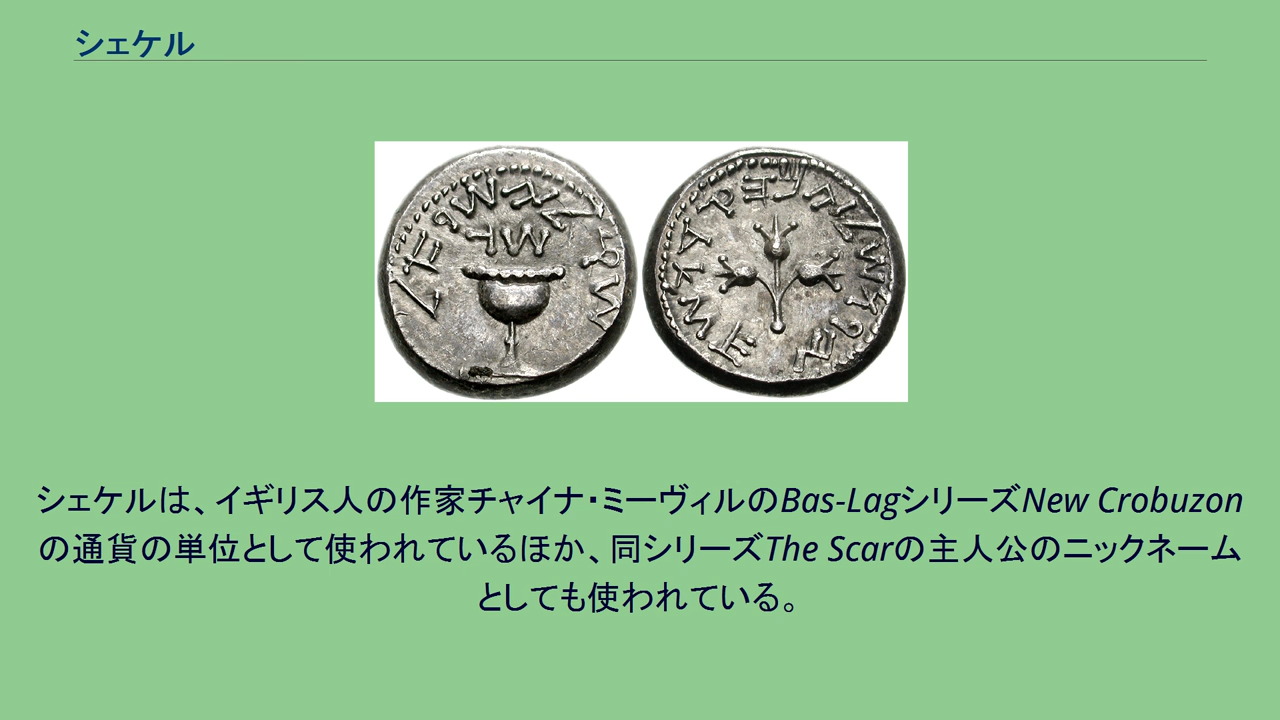 シェケル
シェケルは、イギリス人の作家チャイナ・ミーヴィルのBas-LagシリーズNew Crobuzon
の通貨の単位として使われているほか、同シリーズThe Scarの主人公のニックネーム
としても使われている。